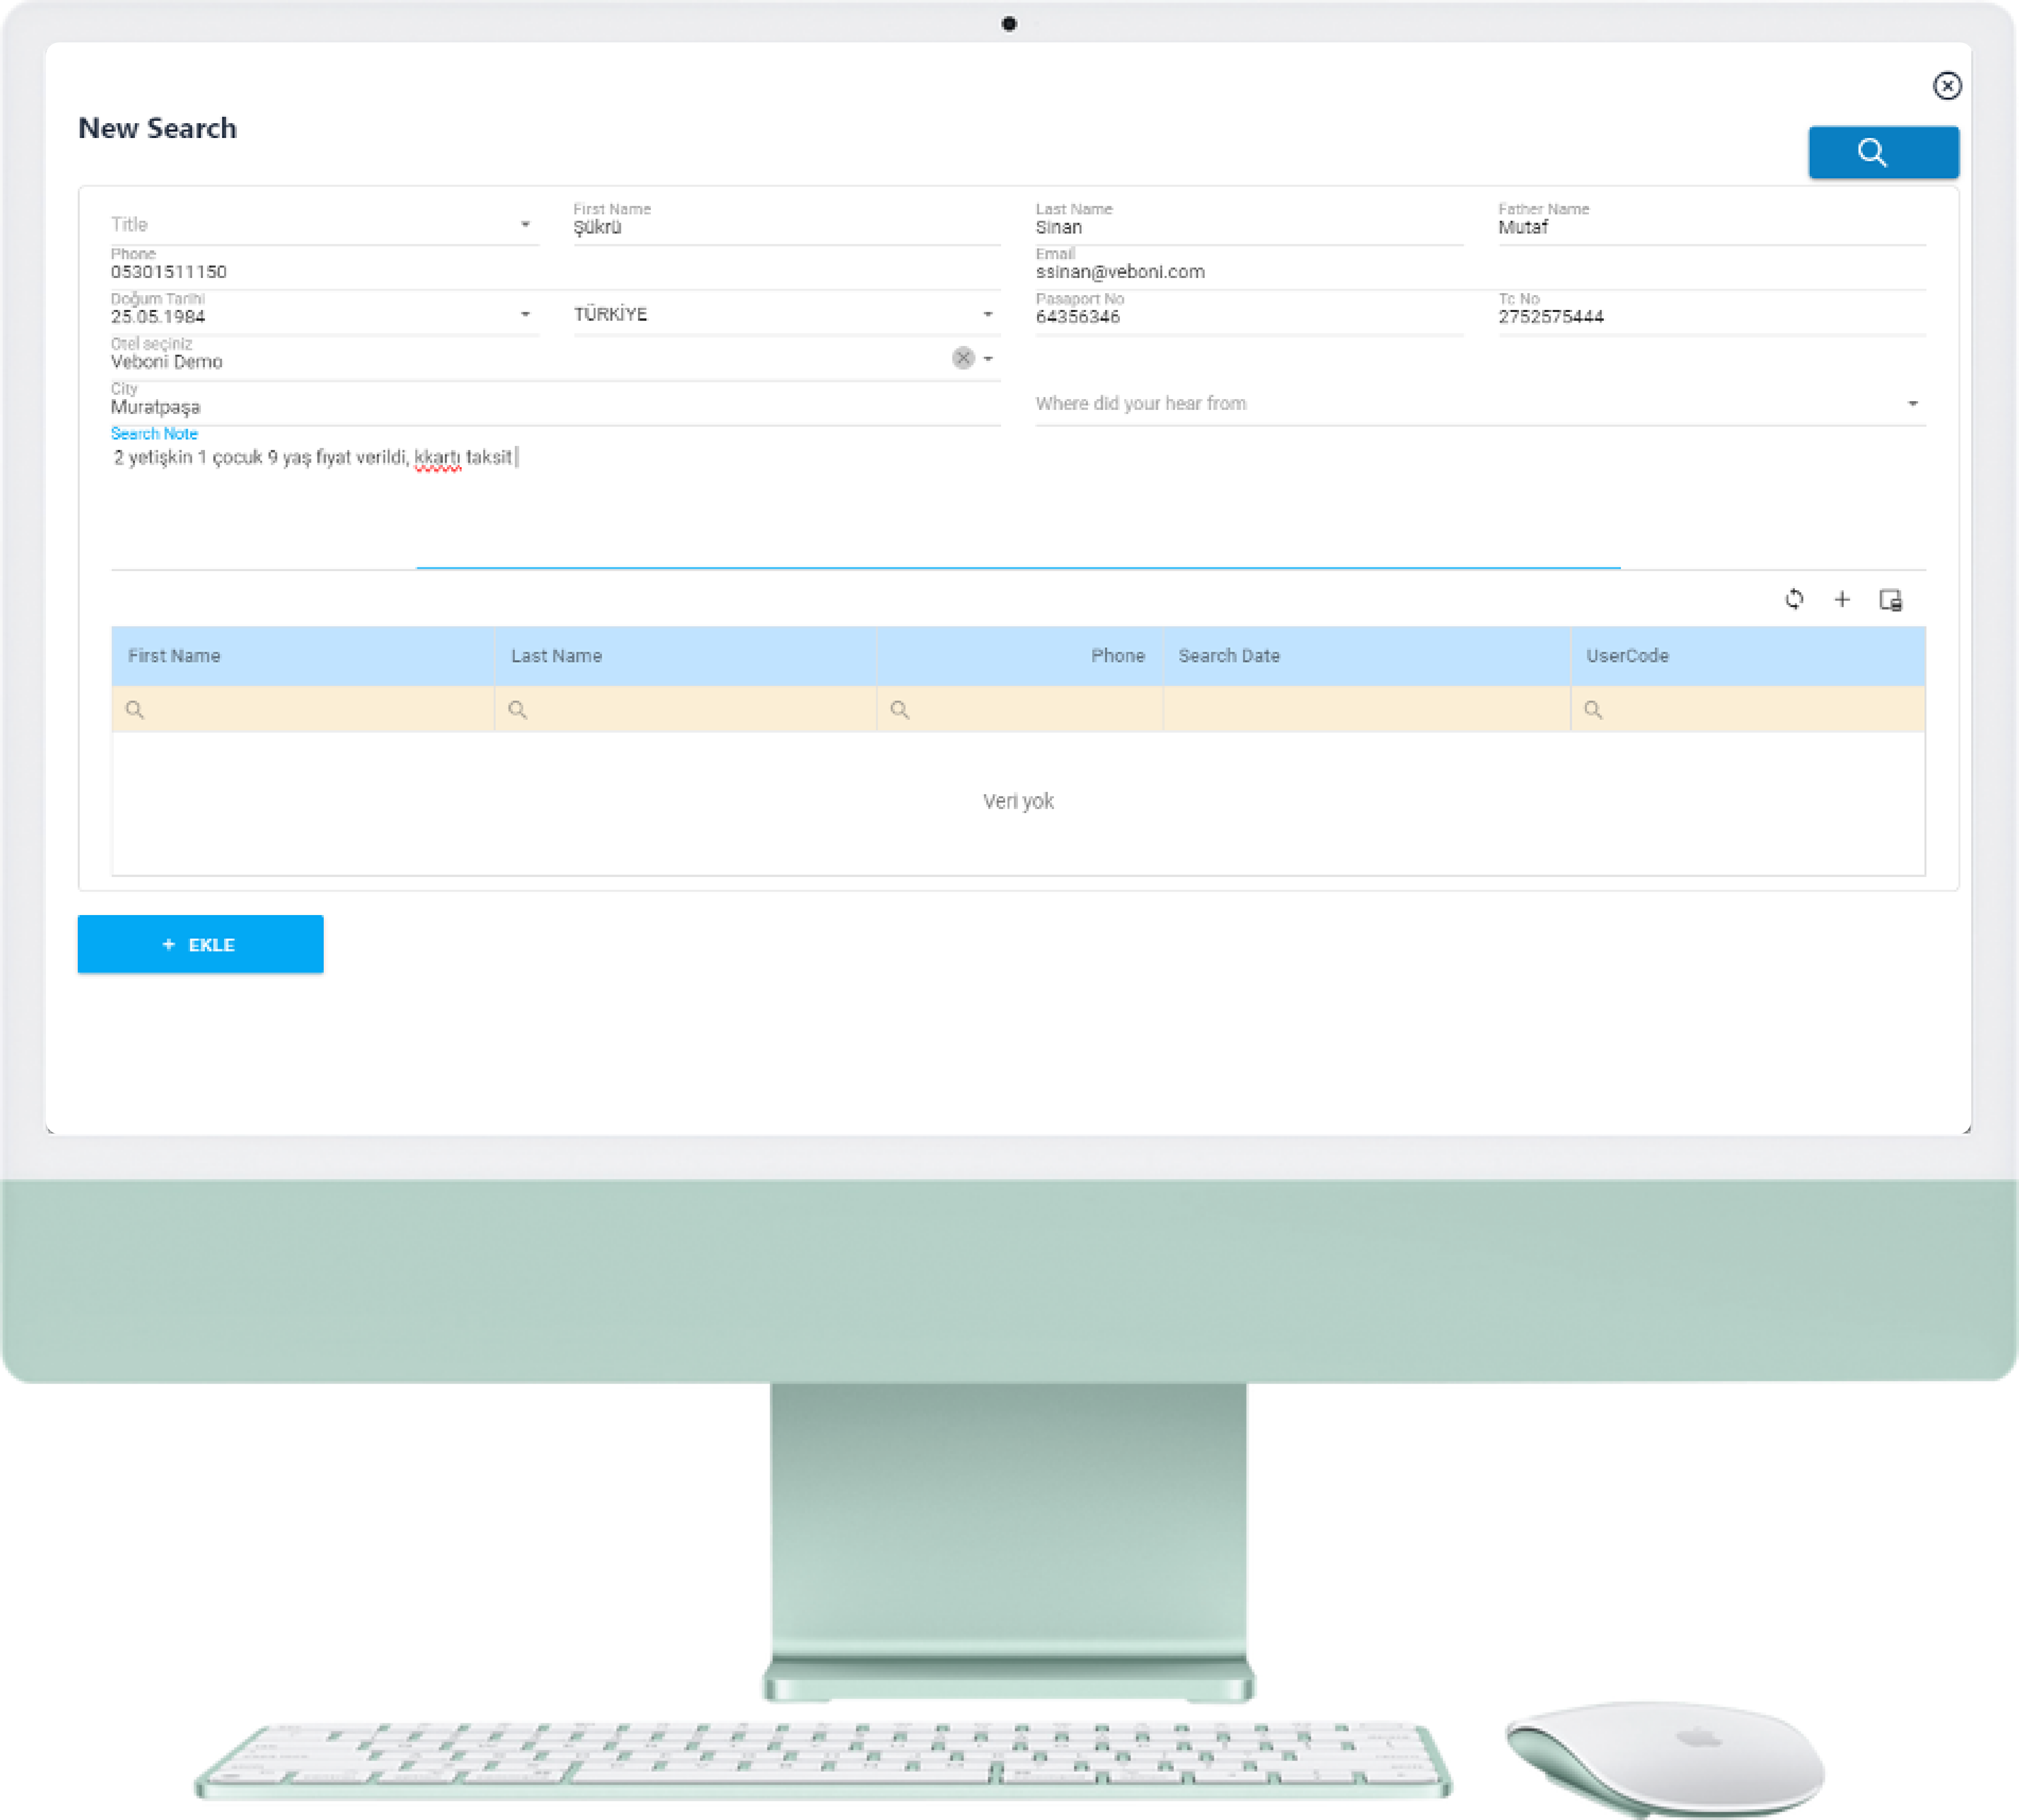 New Search
Title
First Name
Şükrü
Last Name
Sinan
Father Name
Mutaf
Phone
05301511150
Email
ssinan@veboni.com
Doğum Tarihi
25.05.1984
TÜRKİYE
Pasaport No
64356346
Tc No
2752575444
Otel seçiniz
Veboni Demo
City
Muratpaşa
Where did your hear from
Search Note
2 yetişkin 1 çocuk 9 yaş fiyat verildi, kkartı taksit
First Name Last Name Phone Search Date UserCode
Veri yok
+ EKLE